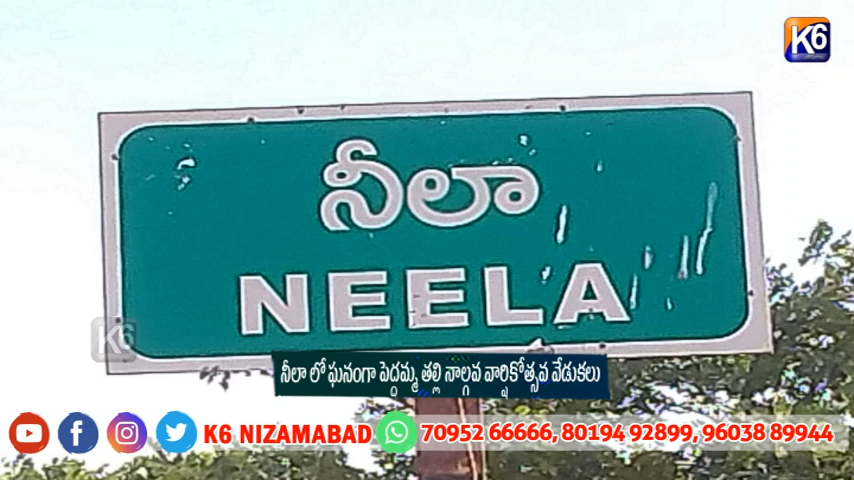 K6
నీలా
NEELA
K6
నీలా లో ఘనంగా పెద్దమ్మ తల్లి నాల్గవ వార్షికోత్సవ వేడుకలు
K6 NIZAMABAD 70952 66666, 80194 92899, 96038 89944